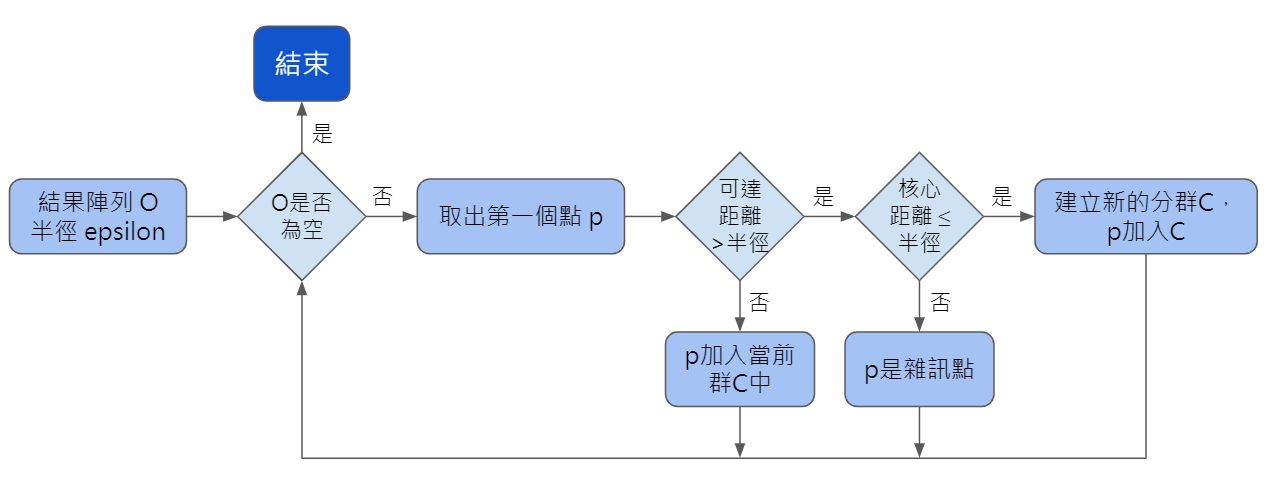 結束
是
結果陣列 O
半徑 epsilon
O是否
為空
否
取出第一個點 p
可達
距離
>半徑
是
核心
距離 ≤
半徑
是
建立新的分群C，
p加入C
否
p加入當前
群C中
否
p是雜訊點